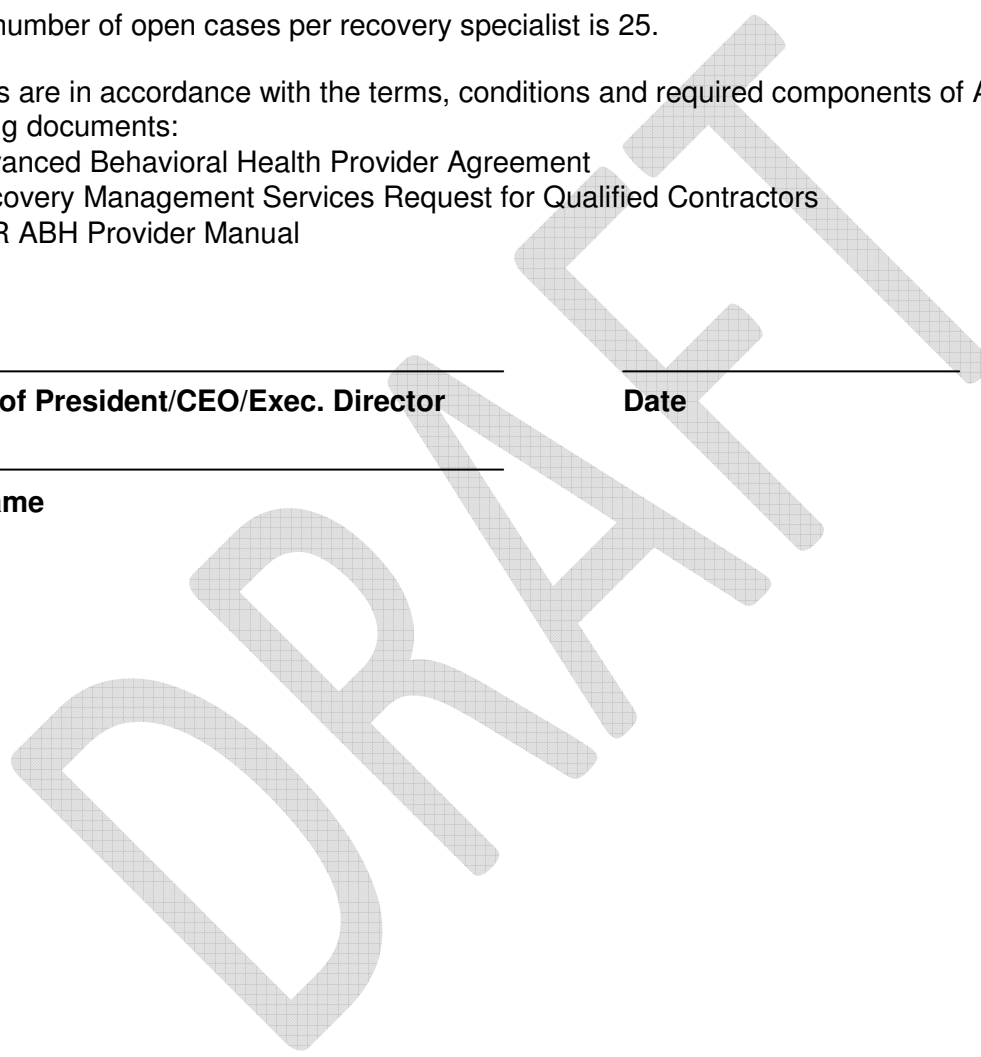 number of open cases per recovery specialist is 25.
s are in accordance with the terms, conditions and required components of A
g documents:
vanced Behavioral Health Provider Agreement
covery Management Services Request for Qualified Contractors
R ABH Provider Manual
of President/CEO/Exec. Director Date
ame
DRAFT